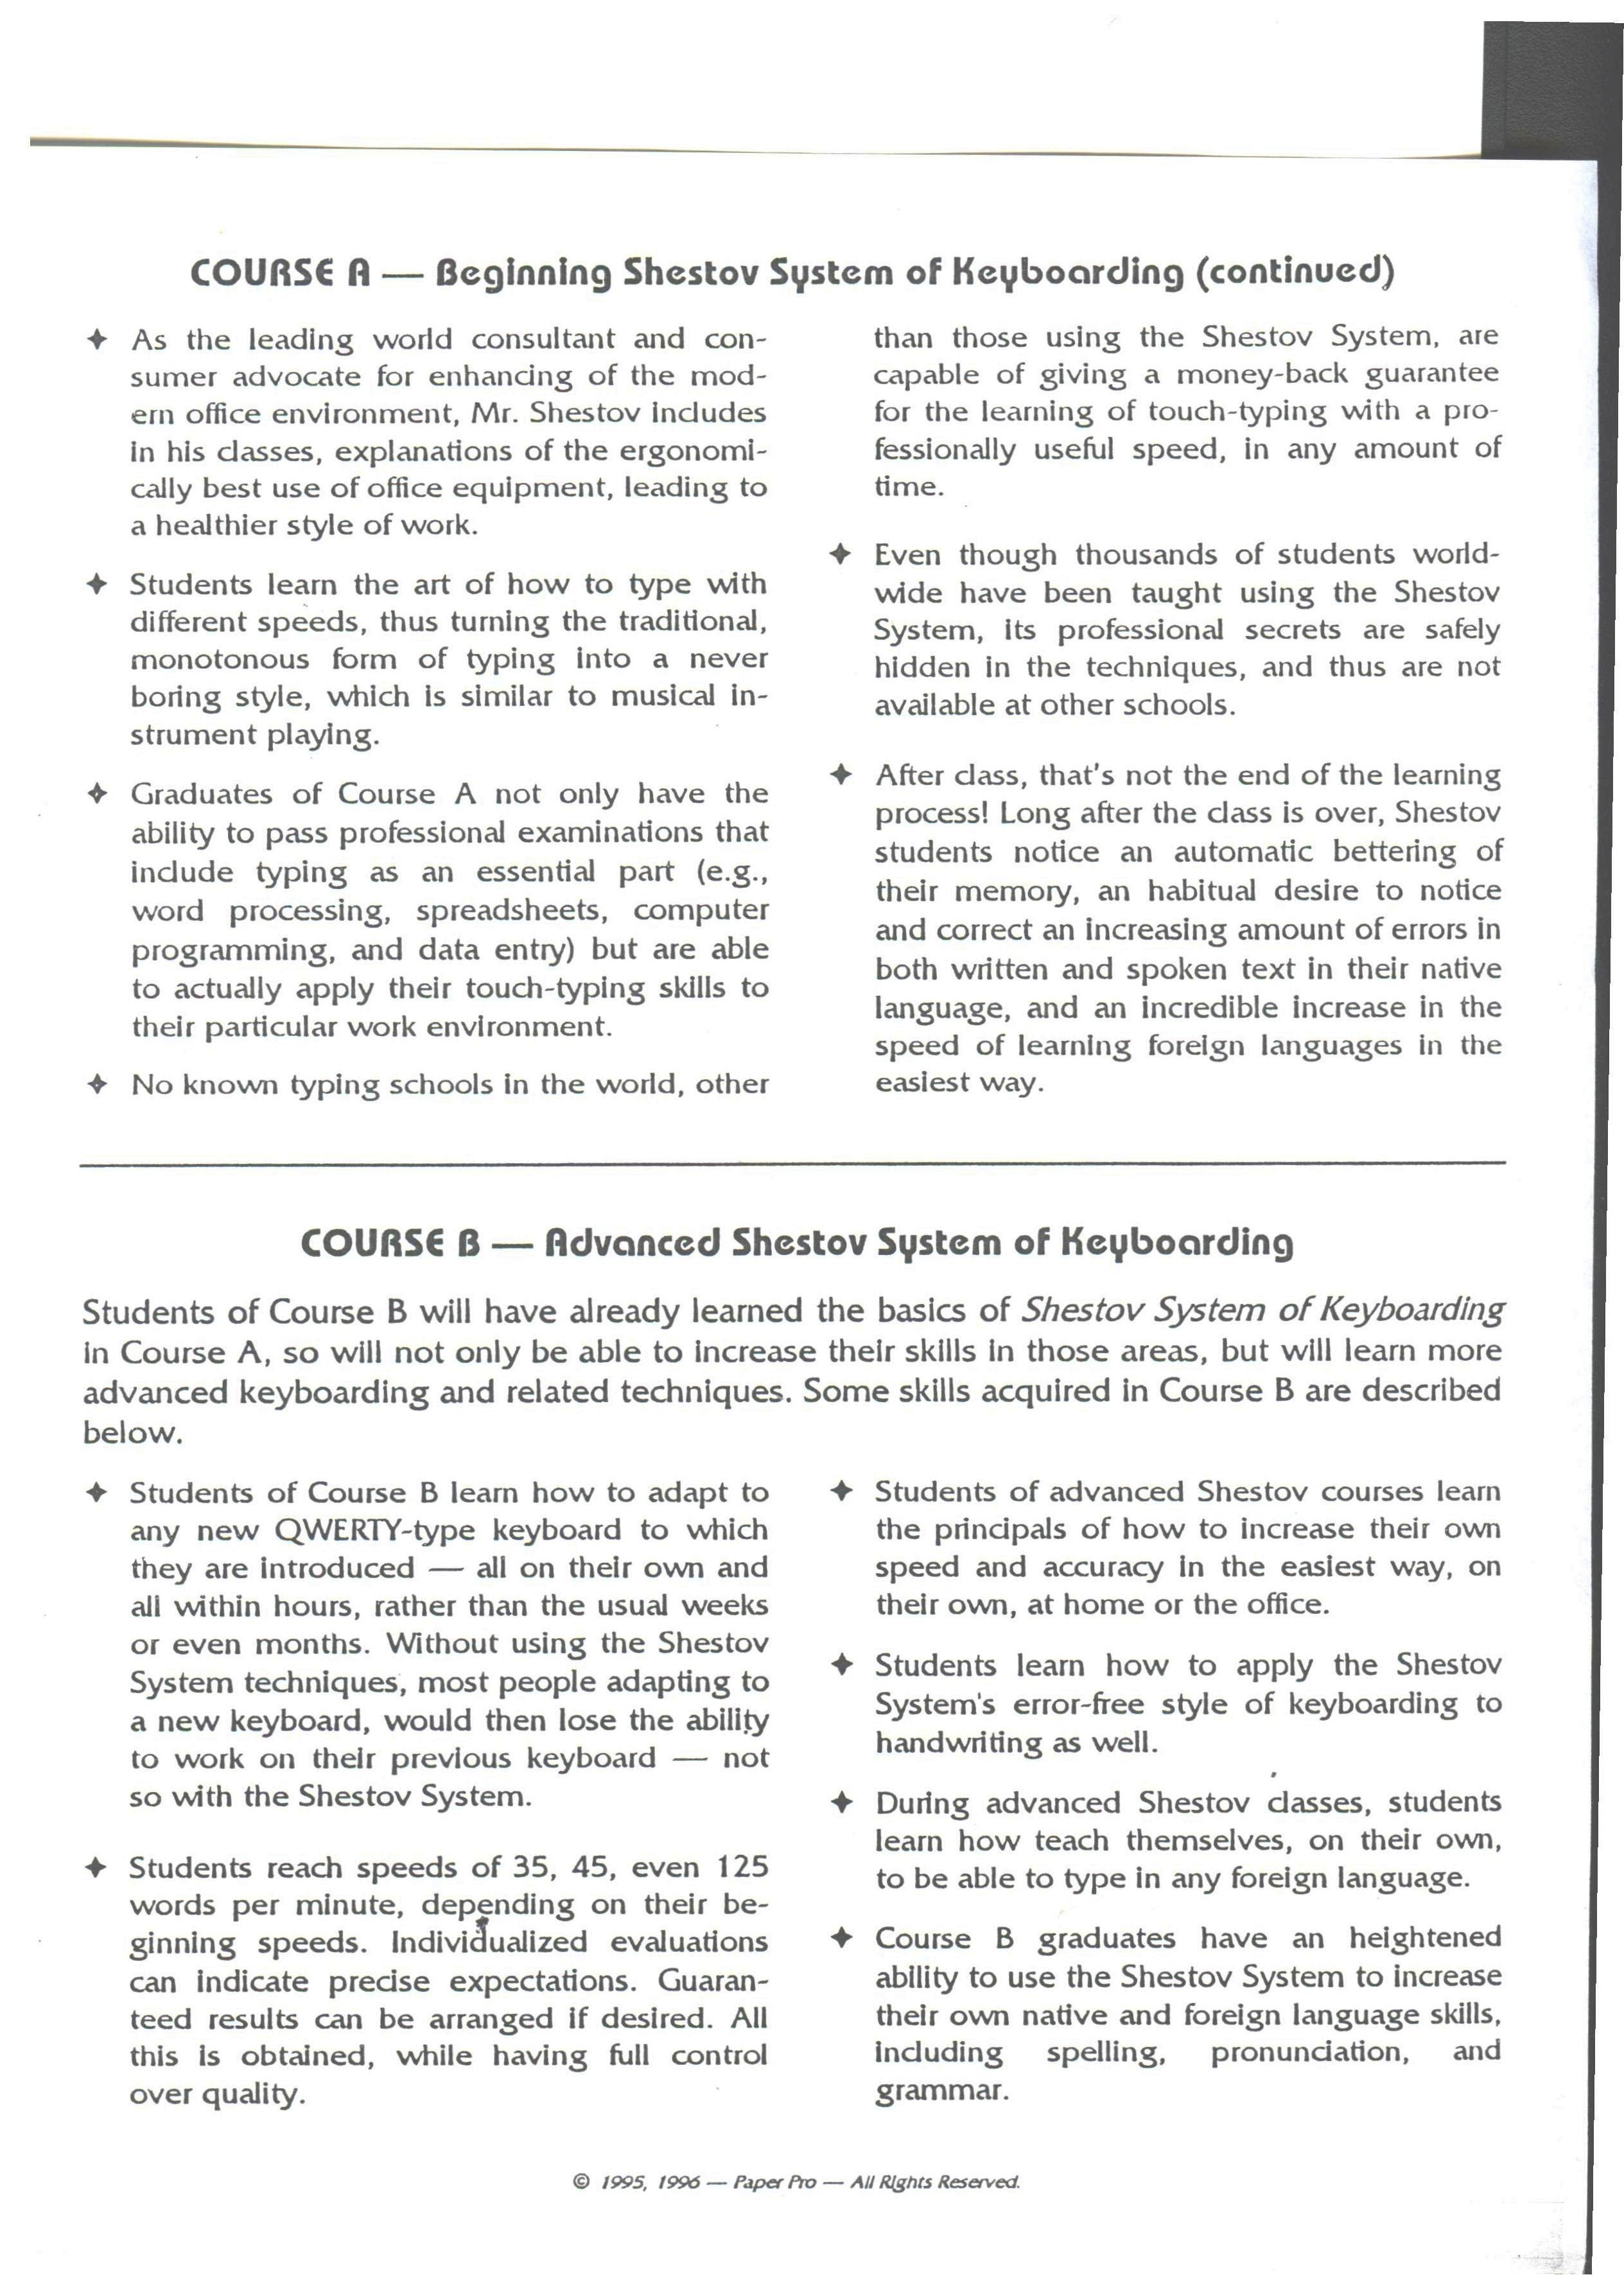 COURSE A — Beginning Shestov System of Keyboarding (continued)
✦ As the leading world consultant and con-
sumer advocate for enhancing of the mod-
ern office environment, Mr. Shestov includes
in his classes, explanations of the ergonomi-
cally best use of office equipment, leading to
a healthier style of work.
✦ Students learn the art of how to type with
different speeds, thus turning the traditional,
monotonous form of typing into a never
boring style, which is similar to musical in-
strument playing.
✦ Graduates of Course A not only have the
ability to pass professional examinations that
include typing as an essential part (e.g.,
word processing, spreadsheets, computer
programming, and data entry) but are able
to actually apply their touch-typing skills to
their particular work environment.
✦ No known typing schools in the world, other
than those using the Shestov System, are
capable of giving a money-back guarantee
for the learning of touch-typing with a pro-
fessionally useful speed, in any amount of
time.
✦ Even though thousands of students world-
wide have been taught using the Shestov
System, its professional secrets are safely
hidden in the techniques, and thus are not
available at other schools.
✦ After class, that's not the end of the learning
process! Long after the class is over, Shestov
students notice an automatic bettering of
their memory, an habitual desire to notice
and correct an increasing amount of errors in
both written and spoken text in their native
language, and an incredible increase in the
speed of learning foreign languages in the
easiest way.
COURSE B — Advanced Shestov System of Keyboarding
Students of Course B will have already learned the basics of Shestov System of Keyboarding
in Course A, so will not only be able to increase their skills in those areas, but will learn more
advanced keyboarding and related techniques. Some skills acquired in Course B are described
below.
✦ Students of Course B learn how to adapt to
any new QWERTY-type keyboard to which
they are introduced — all on their own and
all within hours, rather than the usual weeks
or even months. Without using the Shestov
System techniques, most people adapting to
a new keyboard, would then lose the ability
to work on their previous keyboard — not
so with the Shestov System.
✦ Students reach speeds of 35, 45, even 125
words per minute, depending on their be-
ginning speeds. Individualized evaluations
can indicate precise expectations. Guaran-
teed results can be arranged if desired. All
this is obtained, while having full control
over quality.
✦ Students of advanced Shestov courses learn
the principals of how to increase their own
speed and accuracy in the easiest way, on
their own, at home or the office.
✦ Students learn how to apply the Shestov
System's error-free style of keyboarding to
handwriting as well.
✦ During advanced Shestov classes, students
learn how teach themselves, on their own,
to be able to type in any foreign language.
✦ Course B graduates have an heightened
ability to use the Shestov System to increase
their own native and foreign language skills,
including spelling, pronunciation, and
grammar.
© 1995, 1996 — Paper Pro — All Rights Reserved.